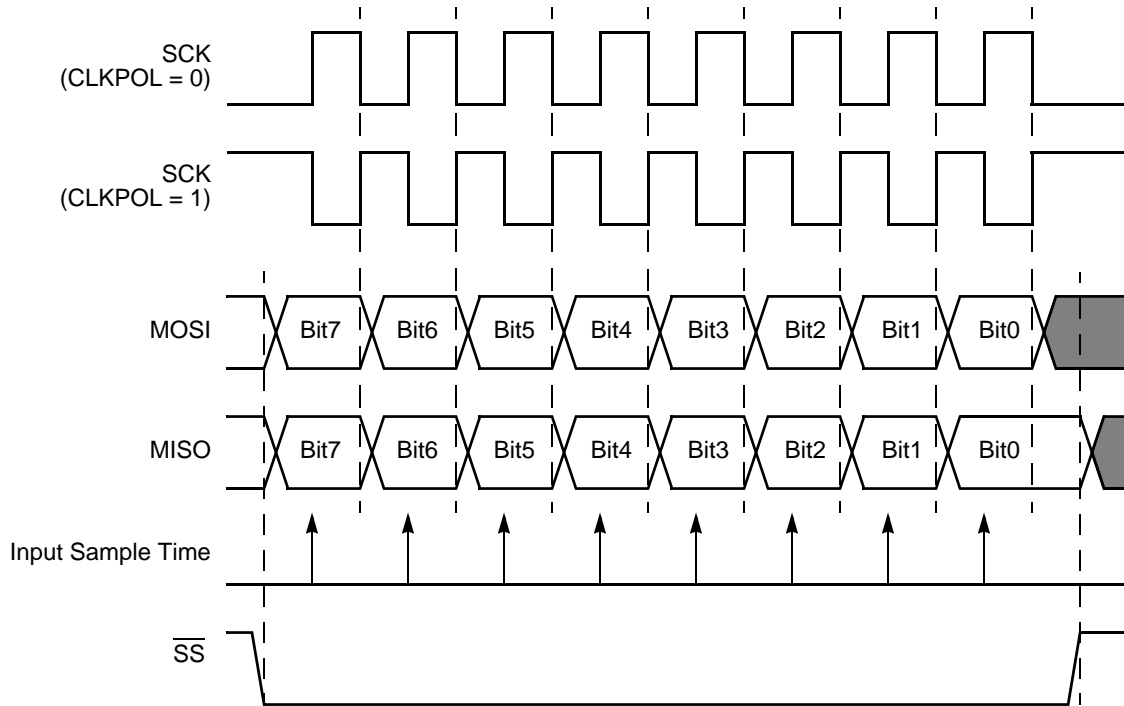 SCK
(CLKPOL = 0)
SCK
(CLKPOL = 1)
MOSI
Bit7 Bit6 Bit5 Bit4 Bit3 Bit2 Bit1 Bit0
MISO
Bit7 Bit6 Bit5 Bit4 Bit3 Bit2 Bit1 Bit0
Input Sample Time
S̅S̅